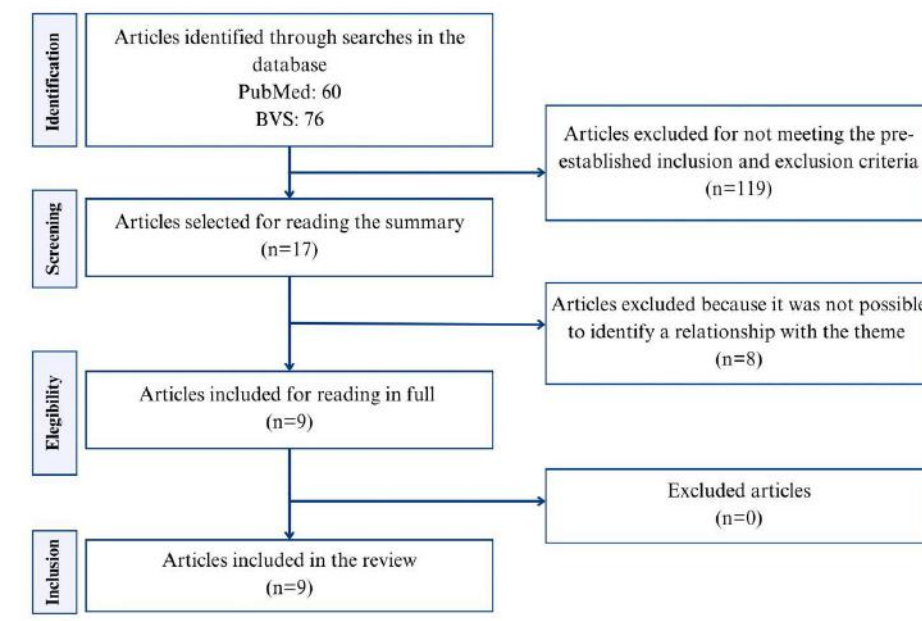 Identification
Articles identified through searches in the
database
PubMed: 60
BVS: 76
Articles excluded for not meeting the pre-
established inclusion and exclusion criteria
(n=119)
Screening
Articles selected for reading the summary
(n=17)
Articles excluded because it was not possible
to identify a relationship with the theme
(n=8)
Elegibility
Articles included for reading in full
(n=9)
Excluded articles
(n=0)
Inclusion
Articles included in the review
(n=9)